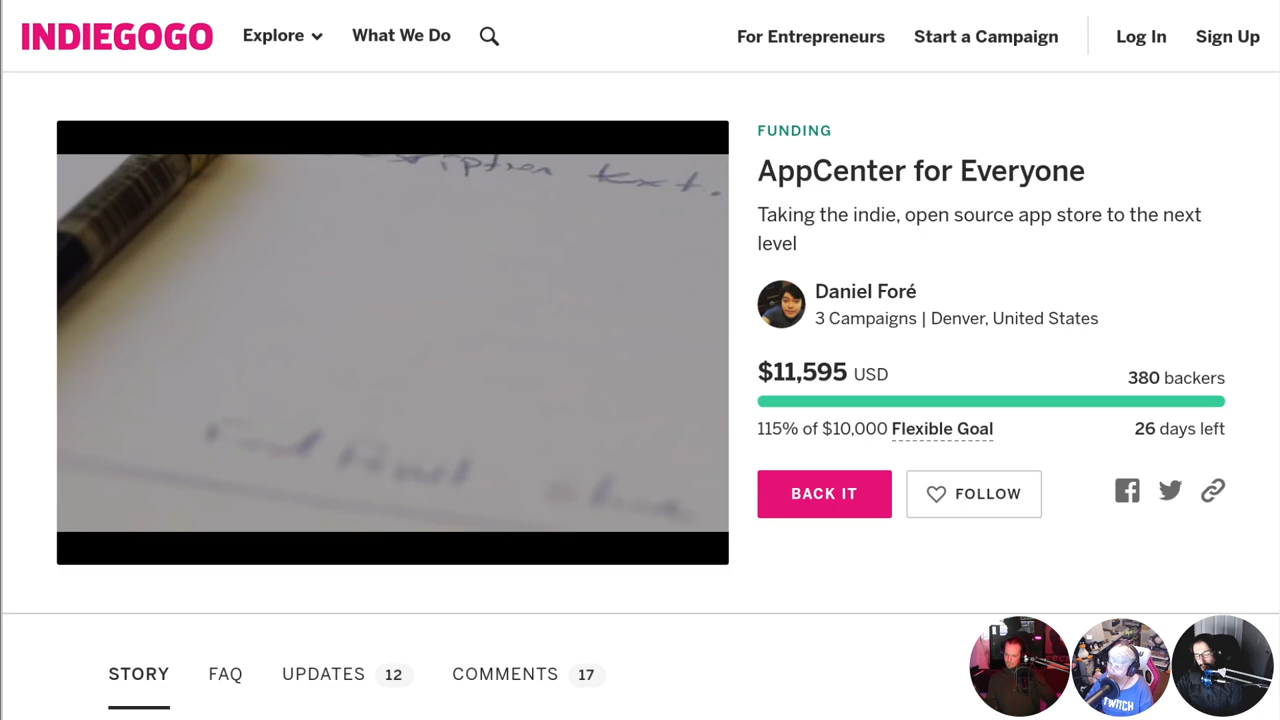 INDIEGOGO Explore What We Do For Entrepreneurs Start a Campaign Log In Sign Up
ription text.
FUNDING
AppCenter for Everyone
Taking the indie, open source app store to the next
level
Daniel Foré
3 Campaigns | Denver, United States
$11,595 USD 380 backers
115% of $10,000 Flexible Goal 26 days left
BACK IT FOLLOW
STORY FAQ UPDATES 12 COMMENTS 17
TWITCH